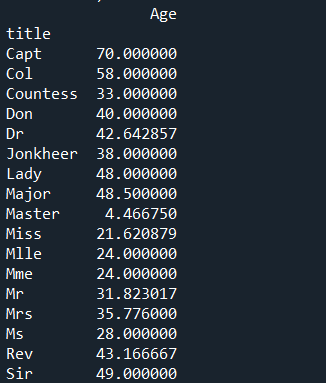 Age
title
Capt 70.000000
Col 58.000000
Countess 33.000000
Don 40.000000
Dr 42.642857
Jonkheer 38.000000
Lady 48.000000
Major 48.500000
Master 4.466750
Miss 21.620879
Mlle 24.000000
Mme 24.000000
Mr 31.823017
Mrs 35.776000
Ms 28.000000
Rev 43.166667
Sir 49.000000